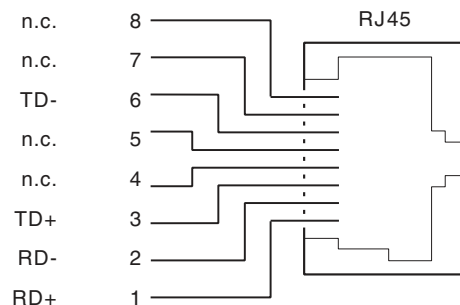 RJ45
n.c. 8
n.c. 7
TD- 6
n.c. 5
n.c. 4
TD+ 3
RD- 2
RD+ 1